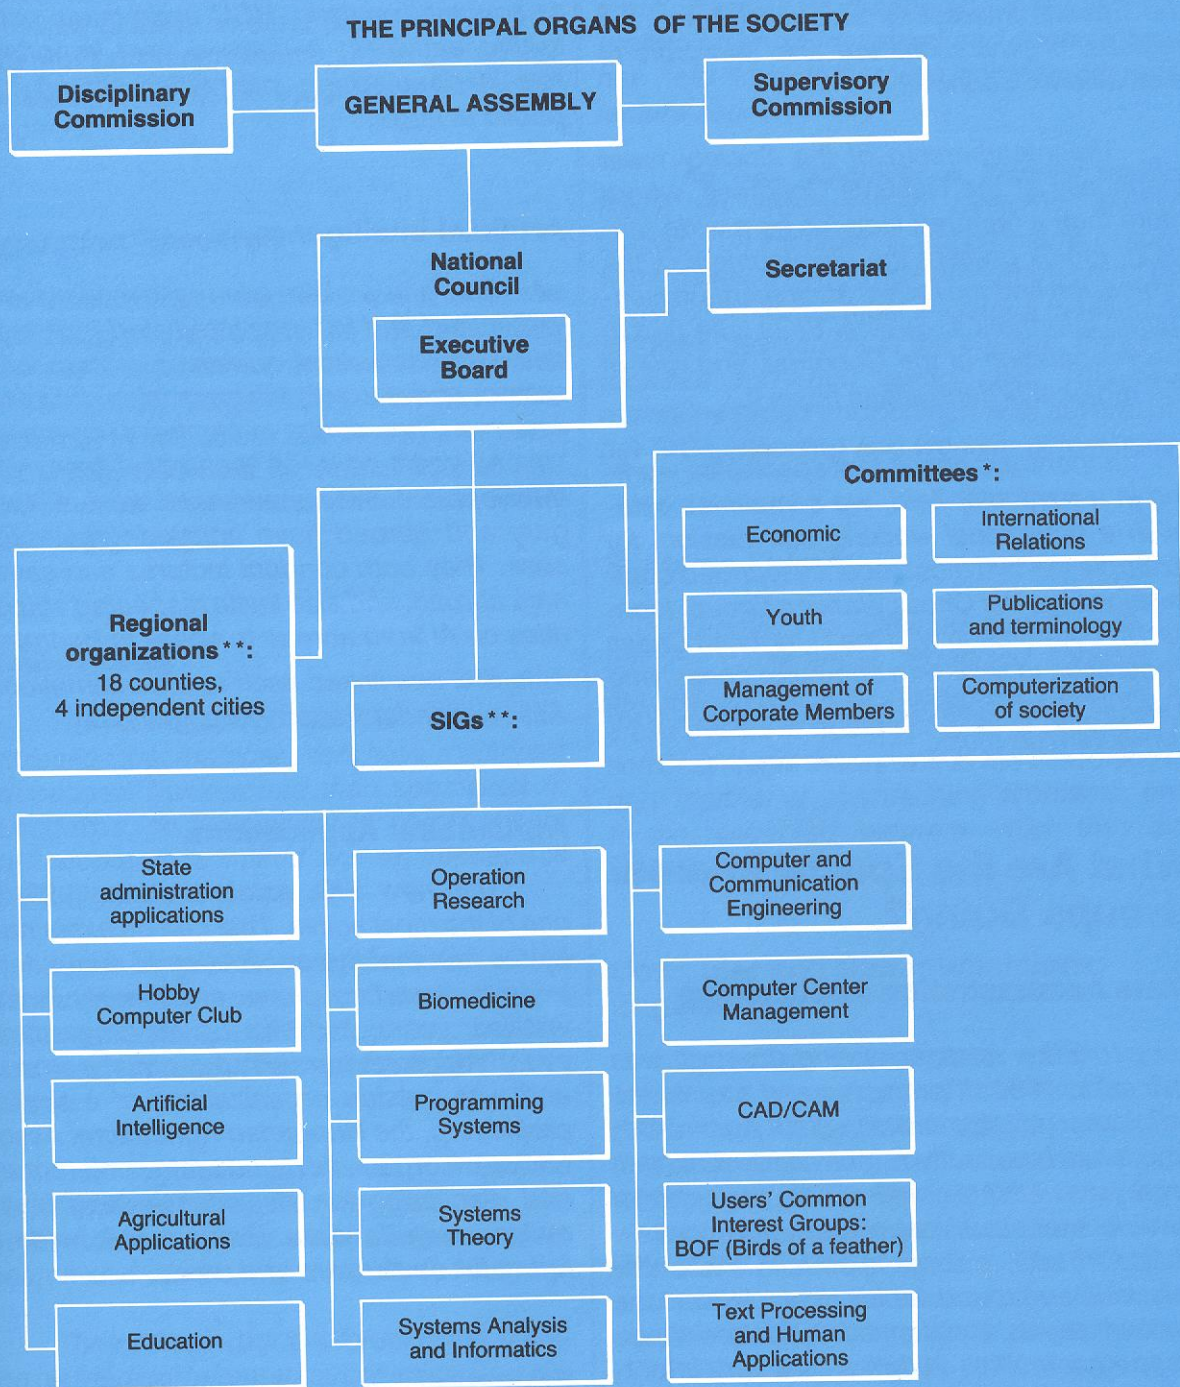 THE PRINCIPAL ORGANS OF THE SOCIETY
Disciplinary
Commission
GENERAL ASSEMBLY
Supervisory
Commission
National
Council
Executive
Board
Secretariat
Committees*:
Economic
International
Relations
Youth
Publications
and terminology
Management of
Corporate Members
Computerization
of society
Regional
organizations**:
18 counties,
4 independent cities
SIGs**:
State
administration
applications
Hobby
Computer Club
Artificial
Intelligence
Agricultural
Applications
Education
Operation
Research
Biomedicine
Programming
Systems
Systems
Theory
Systems Analysis
and Informatics
Computer and
Communication
Engineering
Computer Center
Management
CAD/CAM
Users' Common
Interest Groups:
BOF (Birds of a feather)
Text Processing
and Human
Applications